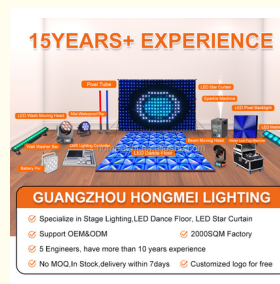 15YEARS+ EXPERIENCE
LED Star Curtain
Pixel Tube
Sparkle Machine
LED Wash Moving Head
LED Pixel Backlight
Wall Washer Bar
DMX Lighting Controller
Beam Moving Head
Battery Par
LED Dance Floor
GUANGZHOU HONGMEI LIGHTING
Specialize in Stage Lighting,LED Dance Floor, LED Star Curtain
Support OEM&ODM
2000SQM Factory
5 Engineers, have more than 10 years experience
No MOQ,In Stock,delivery within 7days
Customized logo for free